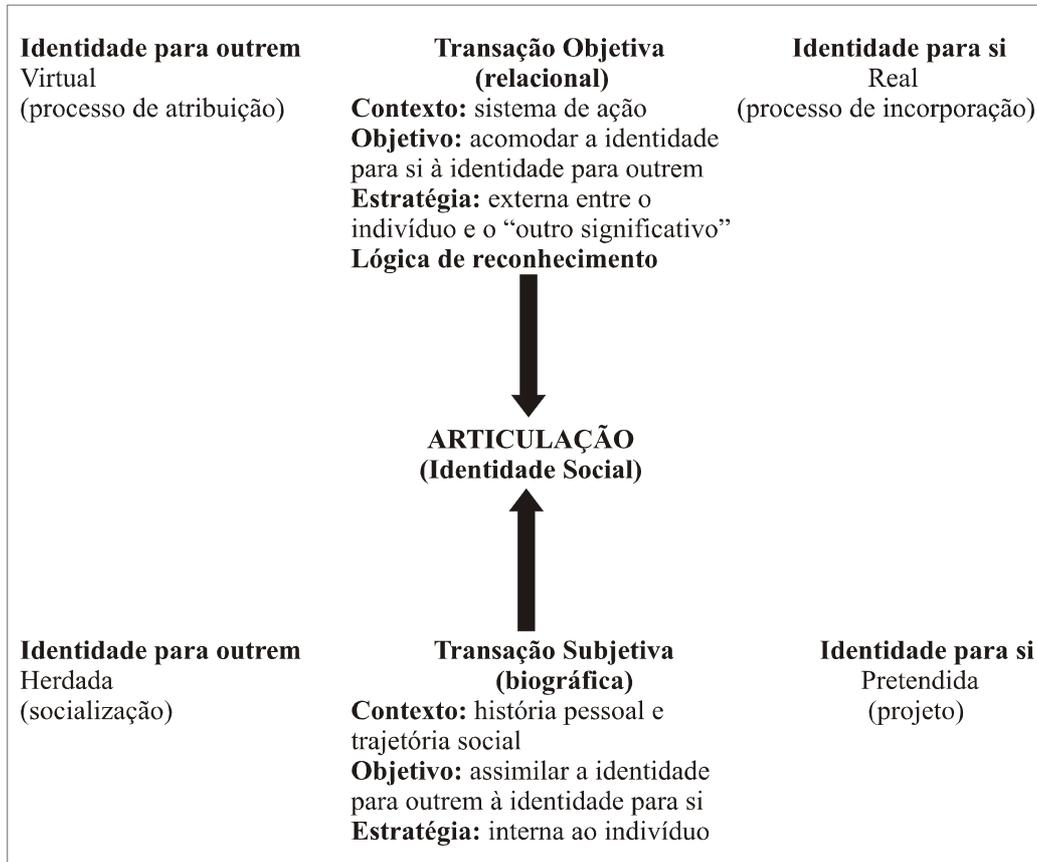 Identidade para outrem
Virtual
(processo de atribuição)
Transação Objetiva
(relacional)
Contexto: sistema de ação
Objetivo: acomodar a identidade
para si à identidade para outrem
Estratégia: externa entre o
indivíduo e o “outro significativo”
Lógica de reconhecimento
Identidade para si
Real
(processo de incorporação)
ARTICULAÇÃO
(Identidade Social)
Identidade para outrem
Herdada
(socialização)
Transação Subjetiva
(biográfica)
Contexto: história pessoal e
trajetória social
Objetivo: assimilar a identidade
para outrem à identidade para si
Estratégia: interna ao indivíduo
Identidade para si
Pretendida
(projeto)